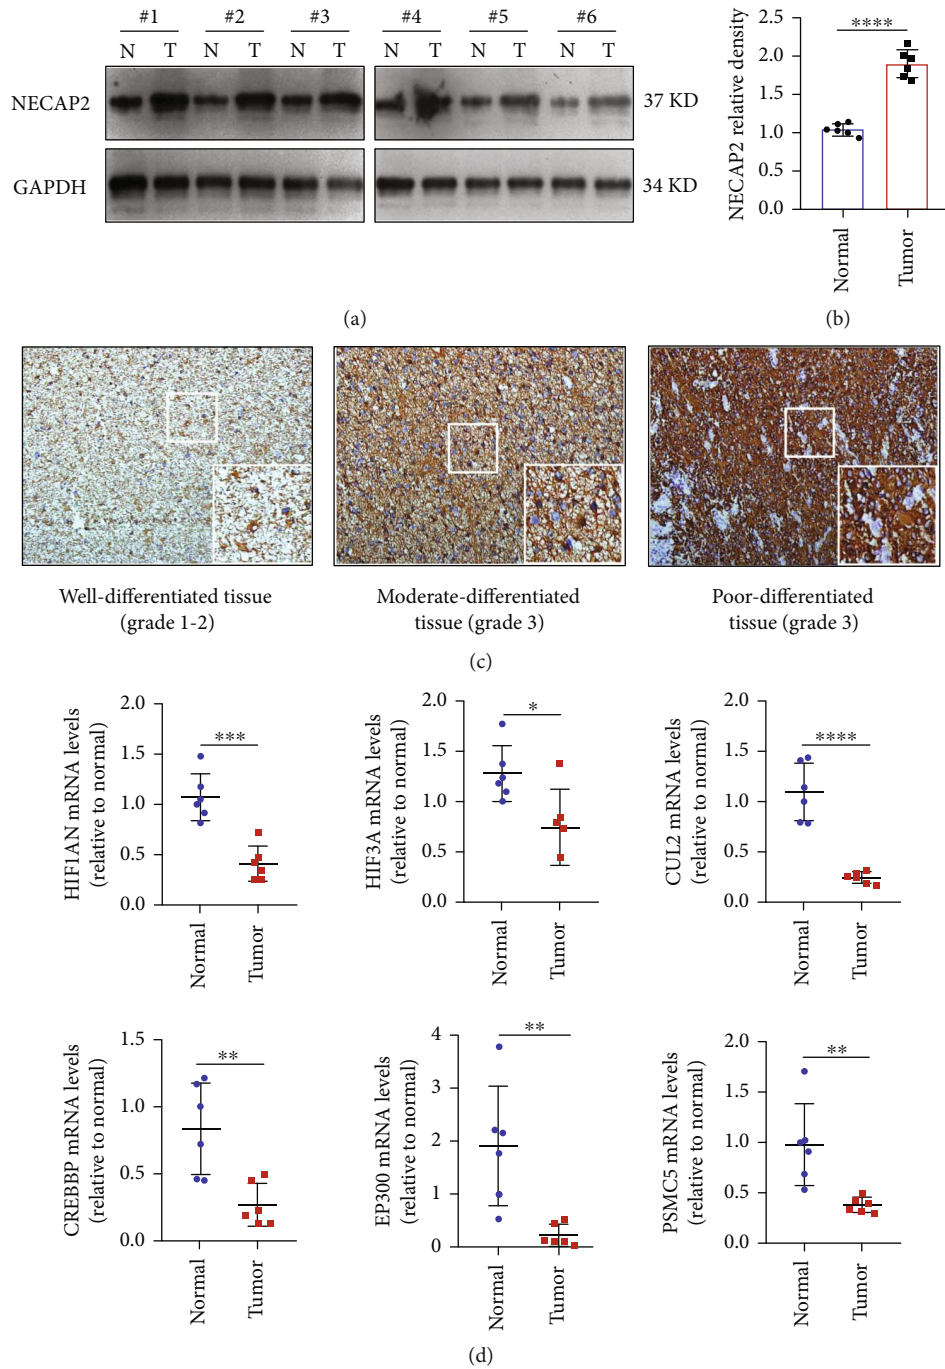 #1 #2 #3 #4 #5 #6
N T N T N T N T N T N T
NECAP2
37 KD
GAPDH
34 KD
(a)
NECAP2 relative density
2.5
2.0
1.5
1.0
0.5
0.0
****
Normal
Tumor
(b)
Well-differentiated tissue
(grade 1-2)
Moderate-differentiated
tissue (grade 3)
Poor-differentiated
tissue (grade 3)
(c)
HIF1AN mRNA levels
(relative to normal)
2.0
1.5
1.0
0.5
0.0
***
Normal
Tumor
HIF3A mRNA levels
(relative to normal)
2.0
1.5
1.0
0.5
0.0
*
Normal
Tumor
CUL2 mRNA levels
(relative to normal)
2.0
1.5
1.0
0.5
0.0
****
Normal
Tumor
CREBBP mRNA levels
(relative to normal)
1.5
1.0
0.5
0.0
**
Normal
Tumor
EP300 mRNA levels
(relative to normal)
4
3
2
1
0
**
Normal
Tumor
PSMC5 mRNA levels
(relative to normal)
2.0
1.5
1.0
0.5
0.0
**
Normal
Tumor
(d)